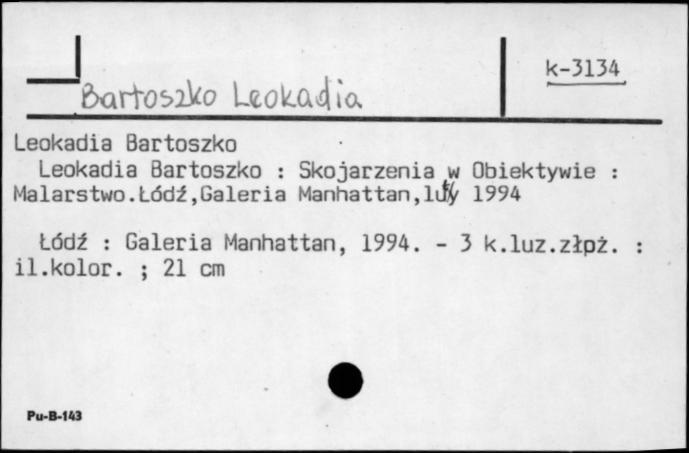 k-3134
Bartoszko Leokadia
Leokadia Bartoszko
Leokadia Bartoszko : Skojarzenia w Obiektywie :
Malarstwo.Łódź,Galeria Manhattan,luty 1994
Łódź : Galeria Manhattan, 1994. - 3 k.luz.złpż. :
il.kolor. ; 21 cm
Pu-B-143